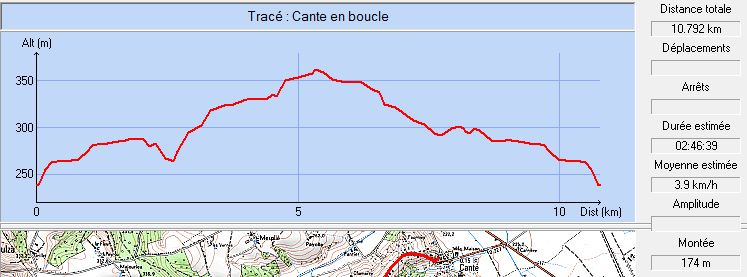 Tracé : Cante en boucle
Alt (m)
350
300
250
0
5
10
Dist (km)
Distance totale
10.792 km
Déplacements
Arrêts
Durée estimée
02:46:39
Moyenne estimée
3.9 km/h
Amplitude
Montée
174 m
Cante